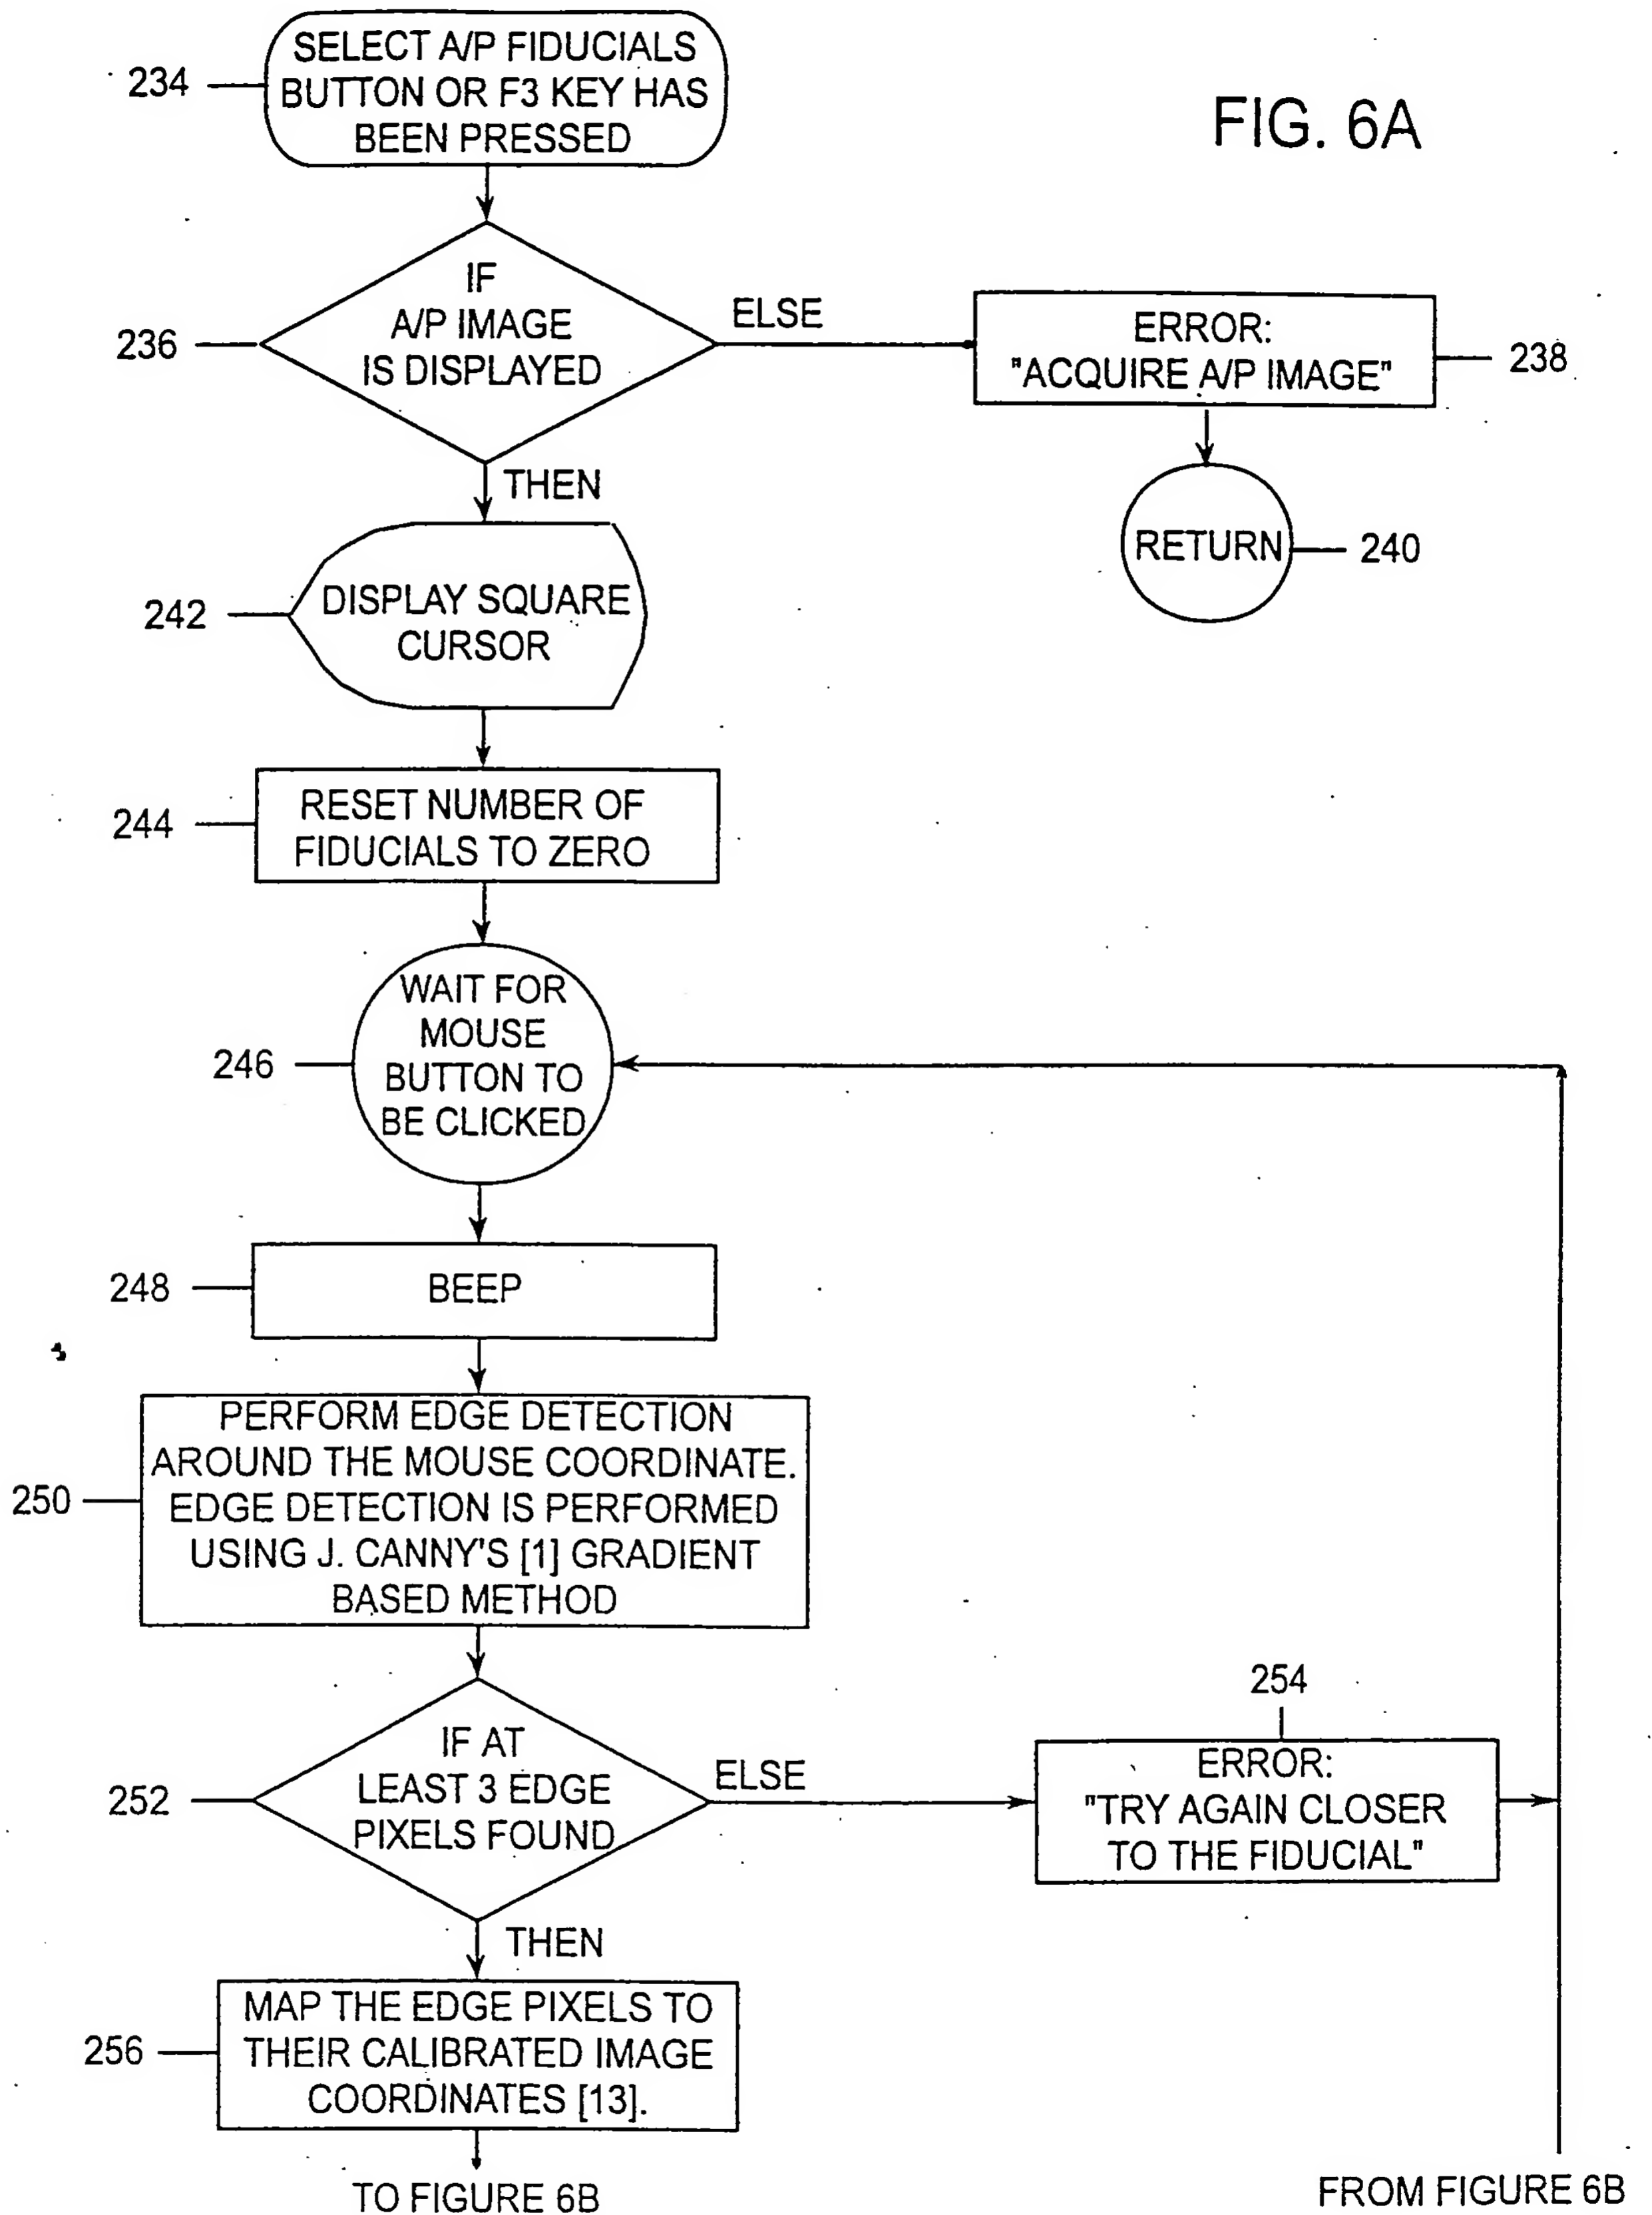 FIG. 6A
234
SELECT A/P FIDUCIALS
BUTTON OR F3 KEY HAS
BEEN PRESSED
236
IF
A/P IMAGE
IS DISPLAYED
ELSE
ERROR:
"ACQUIRE A/P IMAGE"
238
RETURN
240
THEN
242
DISPLAY SQUARE
CURSOR
244
RESET NUMBER OF
FIDUCIALS TO ZERO
246
WAIT FOR
MOUSE
BUTTON TO
BE CLICKED
248
BEEP
250
PERFORM EDGE DETECTION
AROUND THE MOUSE COORDINATE.
EDGE DETECTION IS PERFORMED
USING J. CANNY'S [1] GRADIENT
BASED METHOD
252
IF AT
LEAST 3 EDGE
PIXELS FOUND
ELSE
254
ERROR:
"TRY AGAIN CLOSER
TO THE FIDUCIAL"
THEN
256
MAP THE EDGE PIXELS TO
THEIR CALIBRATED IMAGE
COORDINATES [13].
TO FIGURE 6B
FROM FIGURE 6B